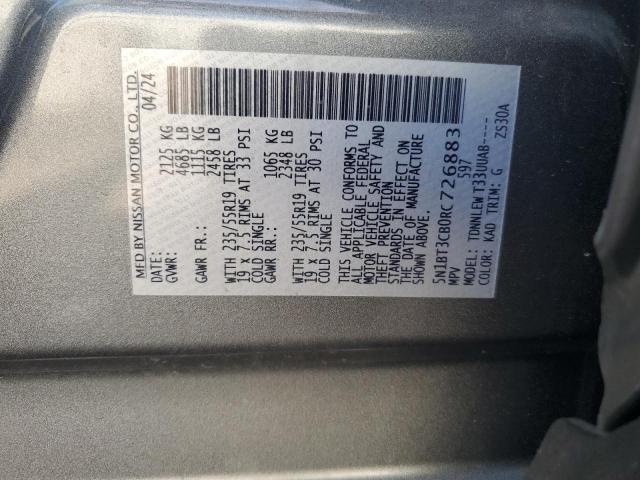 MFD BY NISSAN MOTOR CO., LTD.
DATE: 04/24
GVWR: 2125 KG
4685 LB
GAWR FR.: 1115 KG
2458 LB
WITH 235/55R19 TIRES
19 X 7.5 RIMS AT 33 PSI
COLD SINGLE
GAWR RR.: 1065 KG
2348 LB
WITH 235/55R19 TIRES
19 X 7.5 RIMS AT 30 PSI
COLD SINGLE
THIS VEHICLE CONFORMS TO
ALL APPLICABLE FEDERAL
MOTOR VEHICLE SAFETY AND
THEFT PREVENTION
STANDARDS IN EFFECT ON
THE DATE OF MANUFACTURE
SHOWN ABOVE.
5N1BT3CB0RC726883
MPV 597
MODEL: TDNNLEW T33UUAB----
COLOR: KAD TRIM: G ZS30A